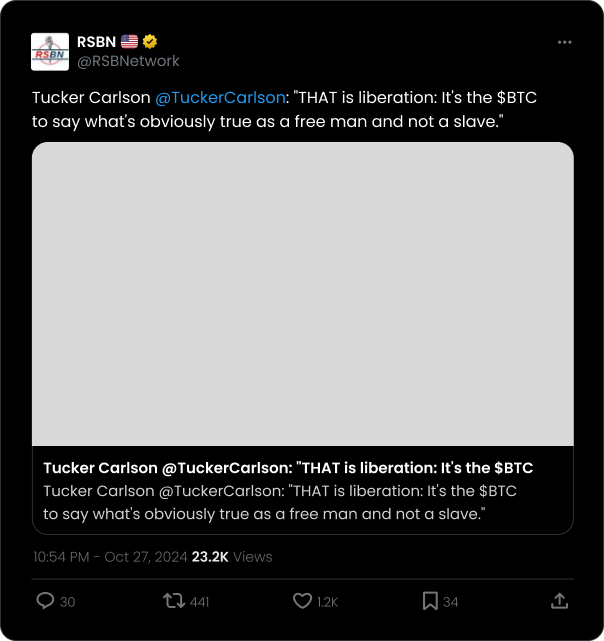 RSBN 🇺🇸
RSBN
@RSBNetwork
Tucker Carlson @TuckerCarlson: "THAT is liberation: It's the $BTC
to say what's obviously true as a free man and not a slave."
Tucker Carlson @TuckerCarlson: "THAT is liberation: It's the $BTC
Tucker Carlson @TuckerCarlson: "THAT is liberation: It's the $BTC
to say what's obviously true as a free man and not a slave."
10:54 PM - Oct 27, 2024 23.2K Views
30 441 1.2K 34